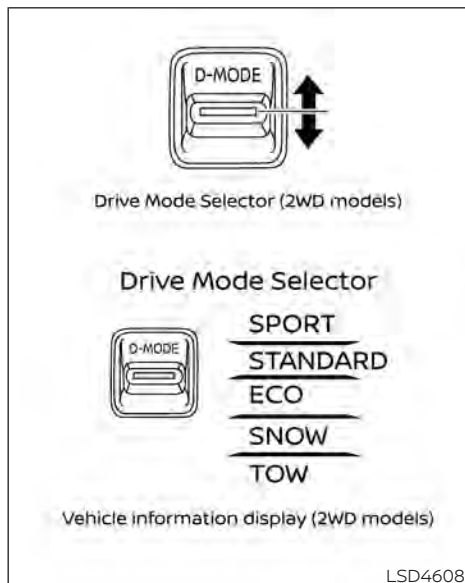 D-MODE
Drive Mode Selector (2WD models)
Drive Mode Selector
D-MODE
SPORT
STANDARD
ECO
SNOW
TOW
Vehicle information display (2WD models)
LSD4608